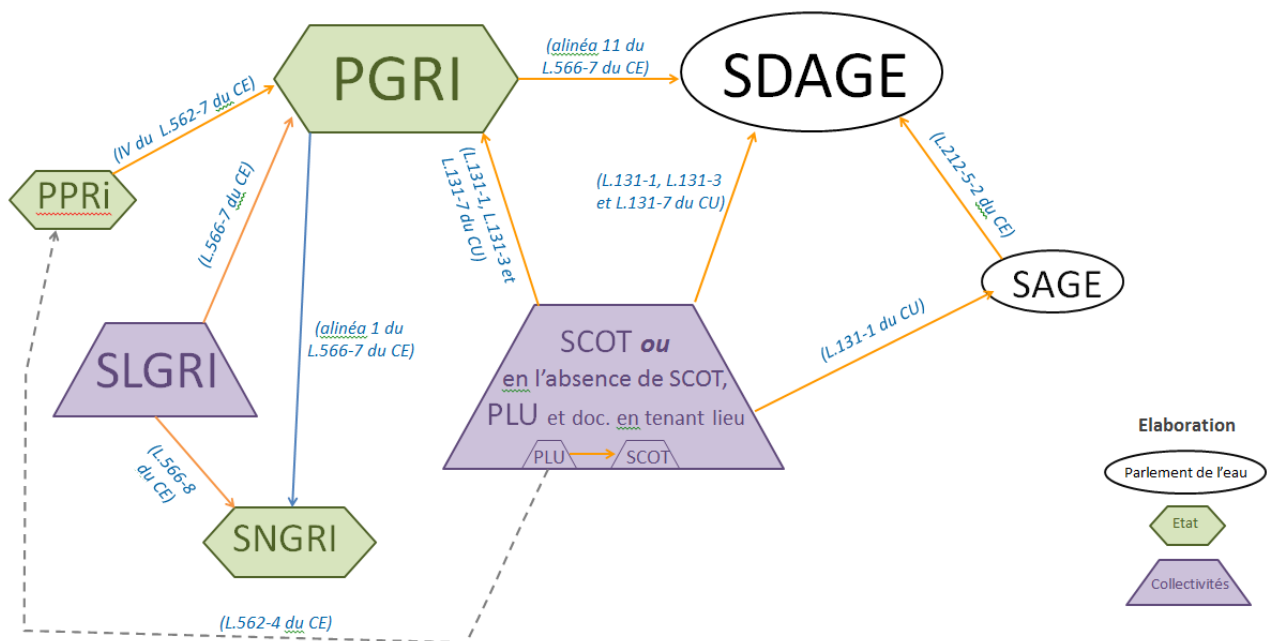 PGRI
(alinéa 11 du
L.566-7 du CE)
SDAGE
(IV du L.562-7 du CE)
PPRi
(L.566-7 du CE)
(L.131-1, L.131-3 et
L.131-7 du CU)
(L.131-1, L.131-3
et L.131-7 du CU)
(L.212-5-2
du CE)
SAGE
(alinéa 1 du
L.566-7 du CE)
(L.131-1 du CU)
SLGRI
SCOT ou
en l’absence de SCOT,
PLU et doc. en tenant lieu
PLU
SCOT
(L.566-8
du CE)
SNGRI
(L.562-4 du CE)
Elaboration
Parlement de l’eau
Etat
Collectivités